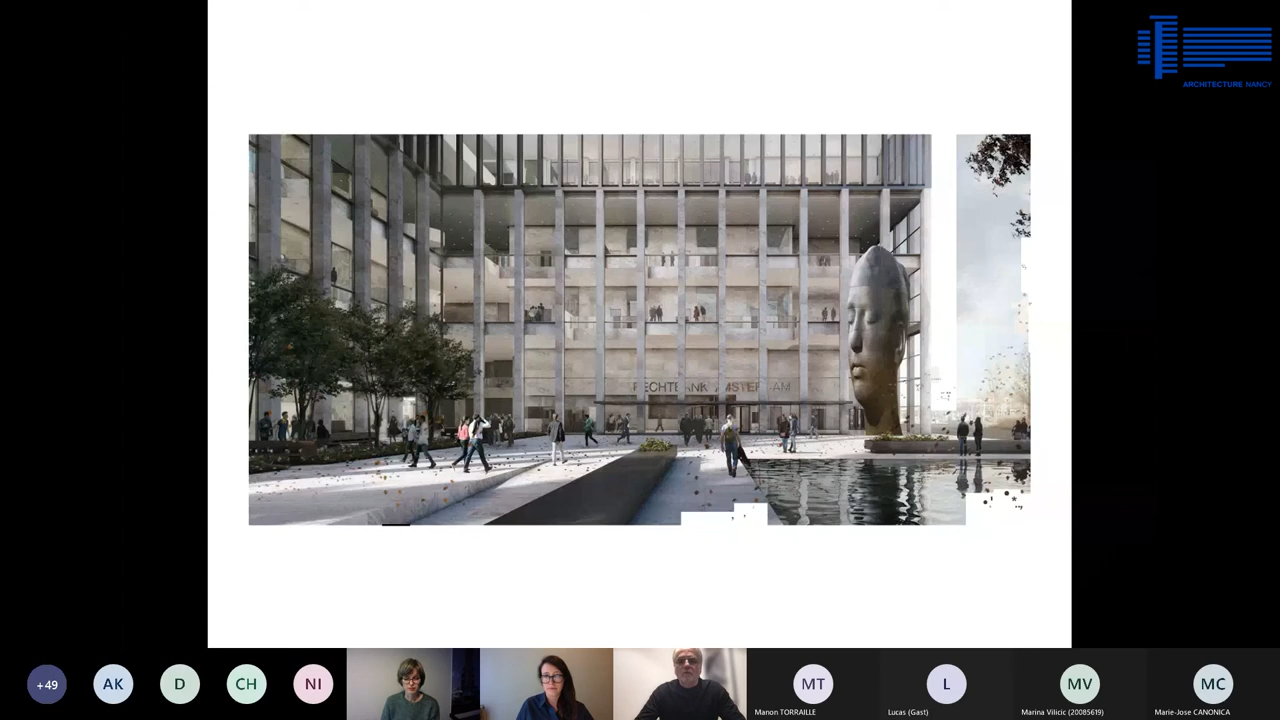 ARCHITECTURE NANCY
RECHTBANK AMSTERDAM
+49
AK
D
CH
NI
MT
L
MV
MC
Manon TORRAILLE
Lucas (Gast)
Marina Vilicic (20085619)
Marie-Jose CANONICA